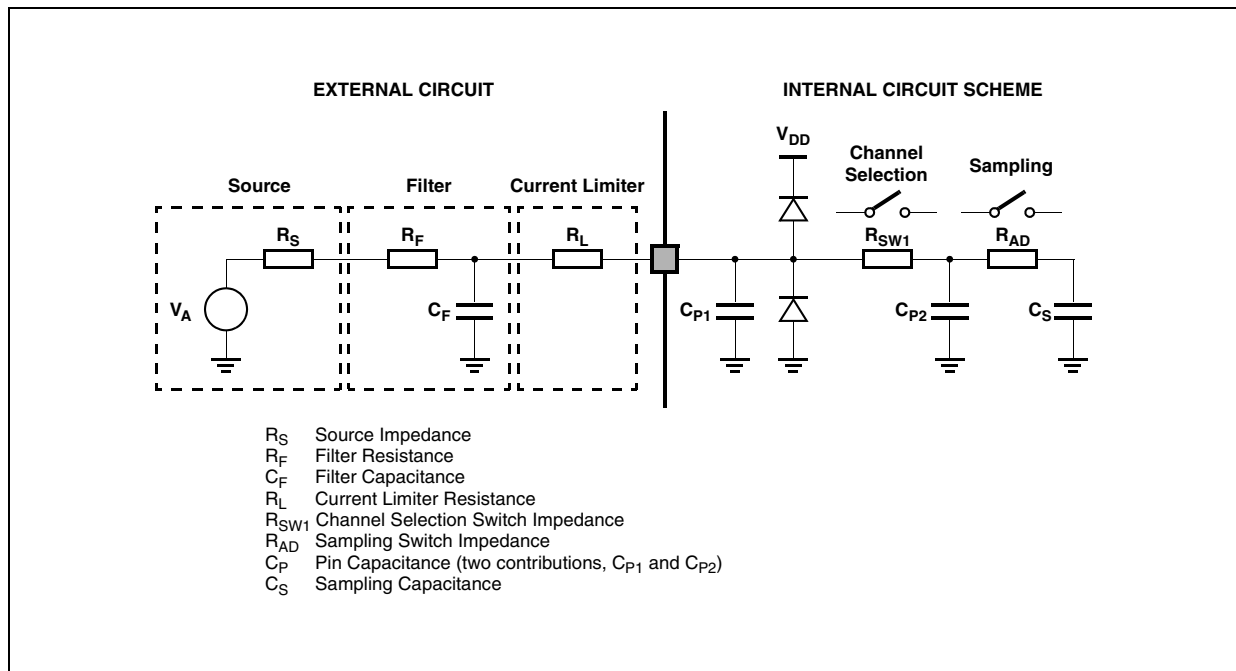 EXTERNAL CIRCUIT
INTERNAL CIRCUIT SCHEME
VDD
Channel
Selection
Sampling
Source
Filter
Current Limiter
RS
RF
RL
RSW1
RAD
VA
CF
CP1
CP2
CS
RS Source Impedance
RF Filter Resistance
CF Filter Capacitance
RL Current Limiter Resistance
RSW1 Channel Selection Switch Impedance
RAD Sampling Switch Impedance
CP Pin Capacitance (two contributions, CP1 and CP2)
CS Sampling Capacitance